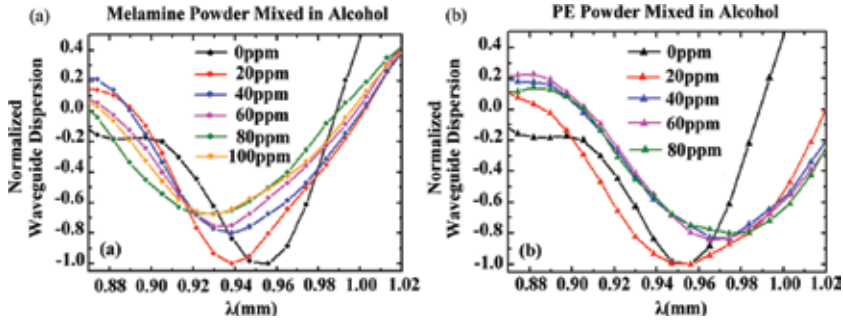 (a) Melamine Powder Mixed in Alcohol
Normalized
Waveguide Dispersion
0.4
0.2
0.0
-0.2
-0.4
-0.6
-0.8
-1.0
0ppm
20ppm
40ppm
60ppm
80ppm
100ppm
(a)
0.88 0.90 0.92 0.94 0.96 0.98 1.00 1.02
λ(mm)
(b) PE Powder Mixed in Alcohol
Normalized
Waveguide Dispersion
0.4
0.2
0.0
-0.2
-0.4
-0.6
-0.8
-1.0
0ppm
20ppm
40ppm
60ppm
80ppm
(b)
0.88 0.90 0.92 0.94 0.96 0.98 1.00 1.02
λ(mm)